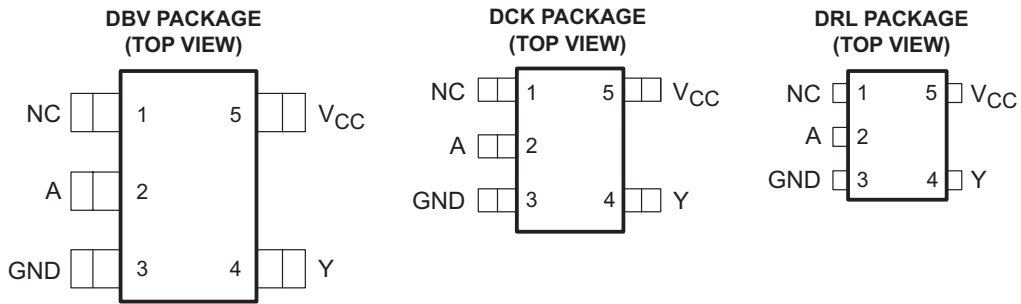 DBV PACKAGE
(TOP VIEW)
NC 1 5 VCC
A 2
GND 3 4 Y
DCK PACKAGE
(TOP VIEW)
NC 1 5 VCC
A 2
GND 3 4 Y
DRL PACKAGE
(TOP VIEW)
NC 1 5 VCC
A 2
GND 3 4 Y